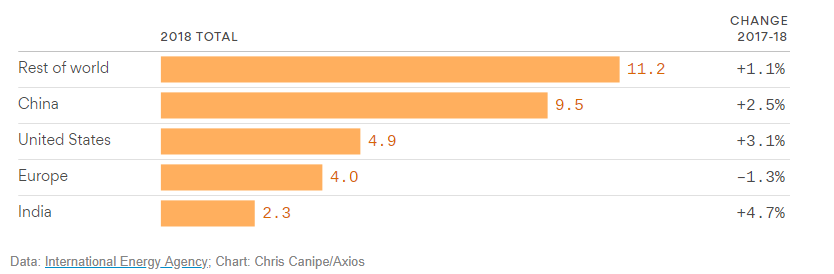 CHANGE
2018 TOTAL 2017-18
Rest of world 11.2 +1.1%
China 9.5 +2.5%
United States 4.9 +3.1%
Europe 4.0 −1.3%
India 2.3 +4.7%
Data: International Energy Agency; Chart: Chris Canipe/Axios